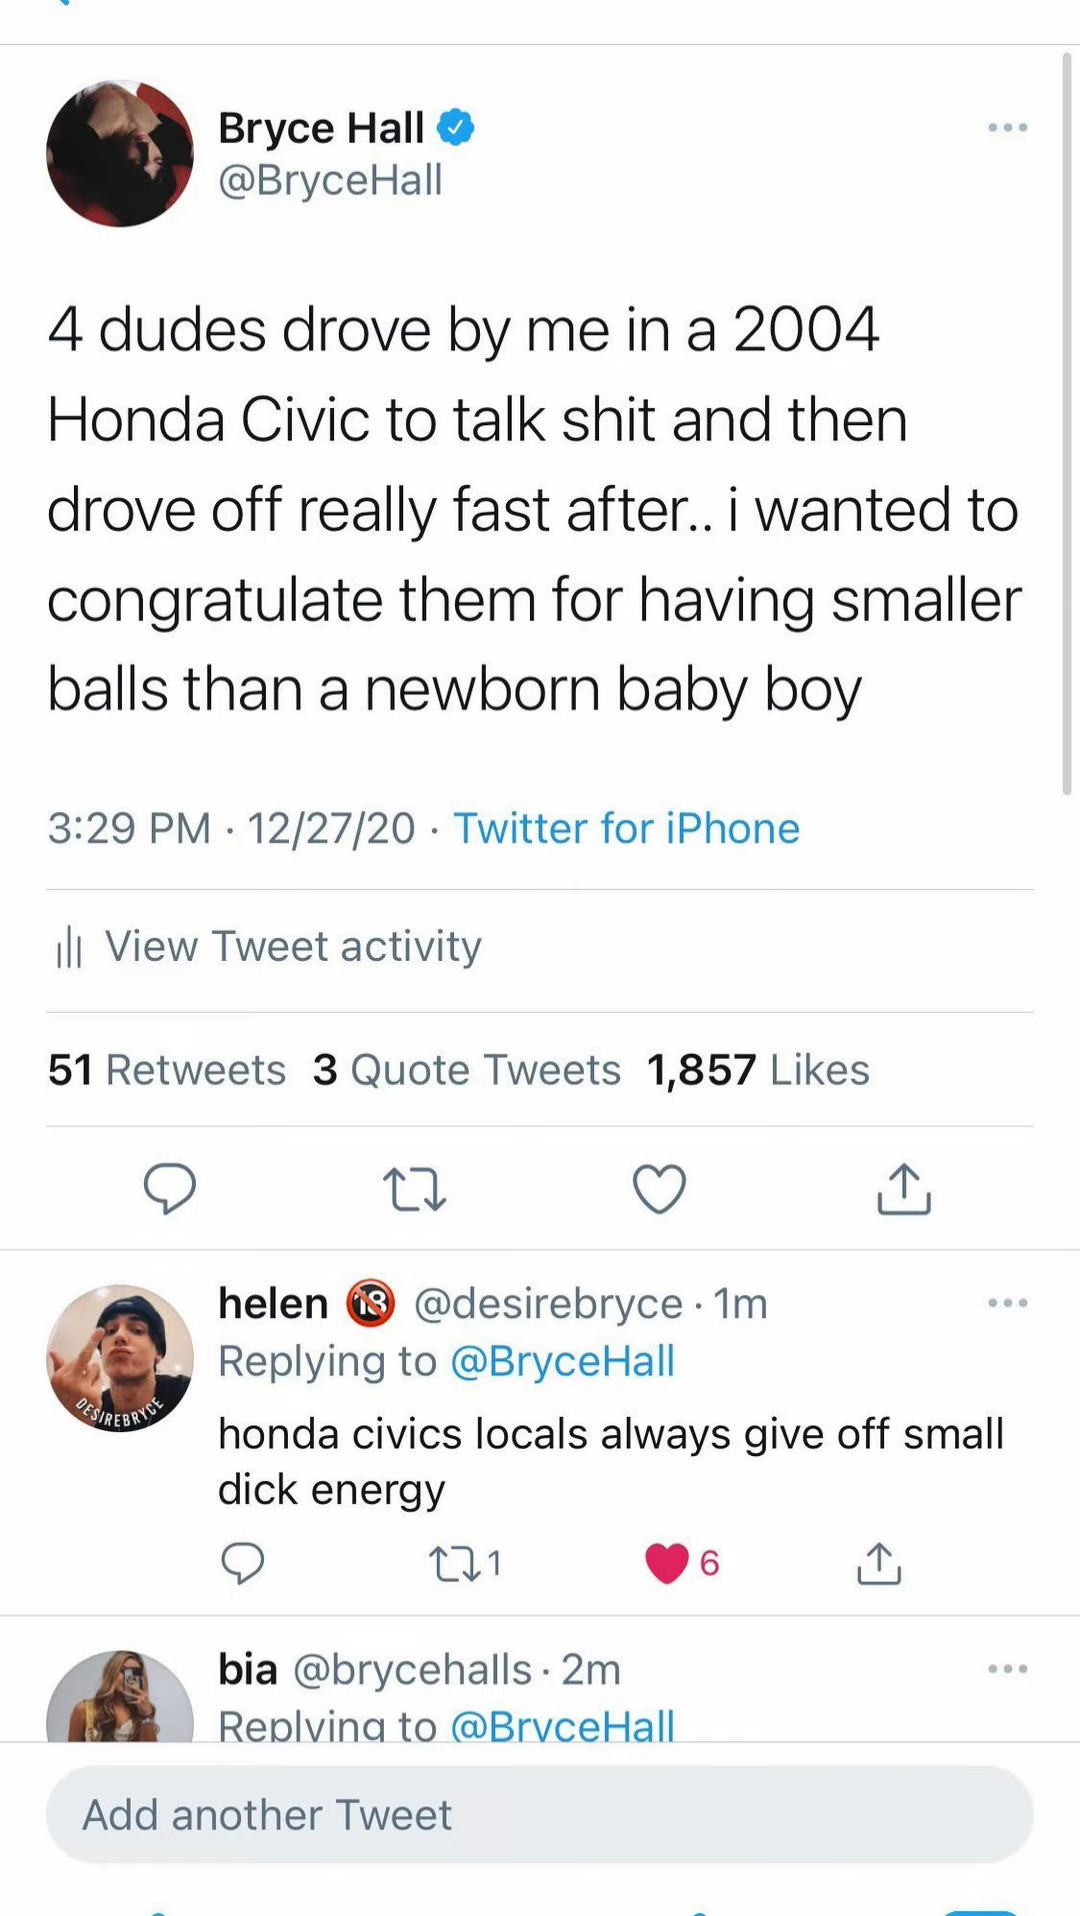 Bryce Hall
@BryceHall
4 dudes drove by me in a 2004
Honda Civic to talk shit and then
drove off really fast after.. i wanted to
congratulate them for having smaller
balls than a newborn baby boy
3:29 PM · 12/27/20 · Twitter for iPhone
View Tweet activity
51 Retweets 3 Quote Tweets 1,857 Likes
helen 🔞 @desirebryce · 1m
Replying to @BryceHall
DESIREBRYCE
honda civics locals always give off small
dick energy
1 6
bia @brycehalls · 2m
Replying to @BryceHall
Add another Tweet